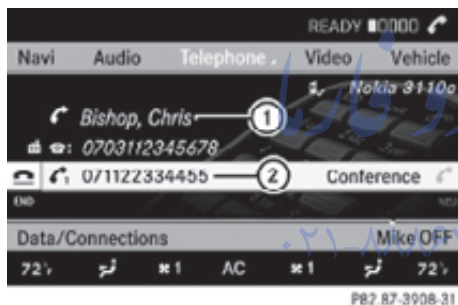 READY
Navi Audio Telephone Video Vehicle
Nokia 3110c
Bishop, Chris 1
0703112345678
071122334455 2 Conference
END
Data/Connections Mike OFF
72°F 1 AC 1 72°F
P82.87-3908-31